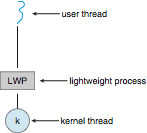 user thread
LWP
lightweight process
k
kernel thread